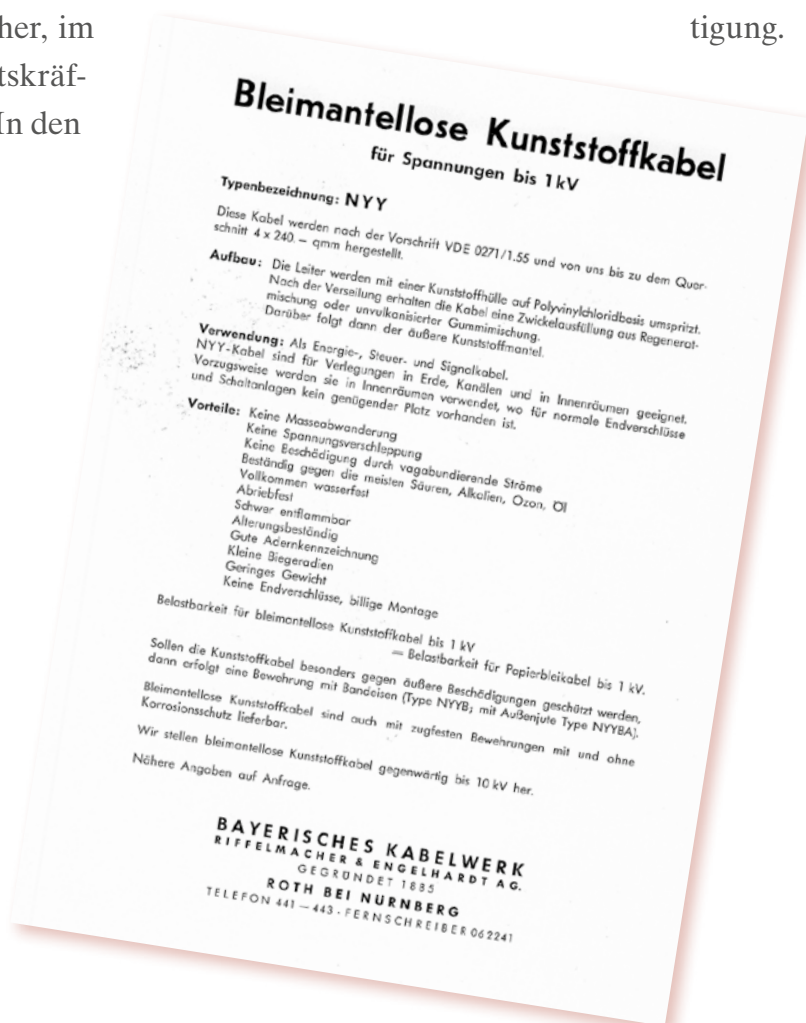 her, im
tskräf-
In den
tigung.
Bleimantellose Kunststoffkabel
für Spannungen bis 1kV
Typenbezeichnung: NYY
Diese Kabel werden nach der Vorschrift VDE 0271/1.55 und von uns bis zu dem Quer-
schnitt 4 x 240.– qmm hergestellt.
Aufbau: Die Leiter werden mit einer Kunststoffhülle auf Polyvinylchloridbasis umspritzt.
Nach der Verseilung erhalten die Kabel eine Zwickelausfüllung aus Regenerat-
mischung oder unvulkanisierter Gummimischung.
Darüber folgt dann der äußere Kunststoffmantel.
Verwendung: Als Energie-, Steuer- und Signalkabel.
NYY-Kabel sind für Verlegungen in Erde, Kanälen und in Innenräumen geeignet.
Vorzugsweise werden sie in Innenräumen verwendet, wo für normale Endverschlüsse
und Schaltanlagen kein genügender Platz vorhanden ist.
Vorteile: Keine Masseabwanderung
Keine Spannungsverschleppung
Keine Beschädigung durch vagabundierende Ströme
Beständig gegen die meisten Säuren, Alkalien, Ozon, Öl
Vollkommen wasserfest
Abriebfest
Schwer entflammbar
Alterungsbeständig
Gute Adernkennzeichnung
Kleine Biegeradien
Geringes Gewicht
Keine Endverschlüsse, billige Montage
Belastbarkeit für bleimantellose Kunststoffkabel bis 1 kV
= Belastbarkeit für Papierbleikabel bis 1 kV.
Sollen die Kunststoffkabel besonders gegen äußere Beschädigungen geschützt werden,
dann erfolgt eine Bewehrung mit Bandeisen (Type NYYB; mit Außenjute Type NYYBA).
Bleimantellose Kunststoffkabel sind auch mit zugfesten Bewehrungen mit und ohne
Korrosionsschutz lieferbar.
Wir stellen bleimantellose Kunststoffkabel gegenwärtig bis 10 kV her.
Nähere Angaben auf Anfrage.
BAYERISCHES KABELWERK
RIFFELMACHER & ENGELHARDT AG.
GEGRÜNDET 1885
ROTH BEI NÜRNBERG
TELEFON 441 – 443 · FERNSCHREIBER 062241